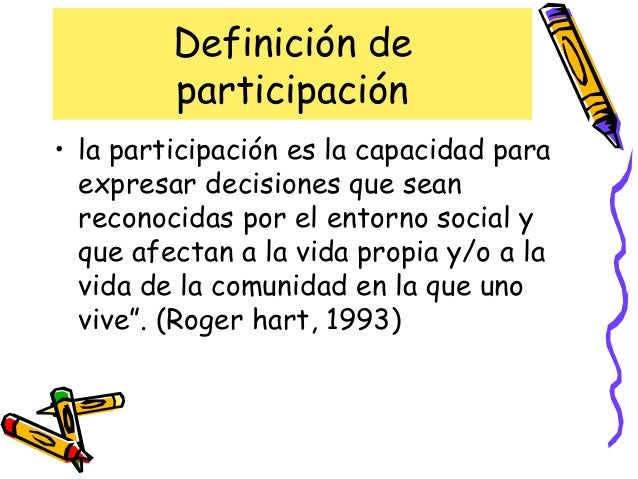 Definición de
participación
• la participación es la capacidad para
expresar decisiones que sean
reconocidas por el entorno social y
que afectan a la vida propia y/o a la
vida de la comunidad en la que uno
vive”. (Roger hart, 1993)